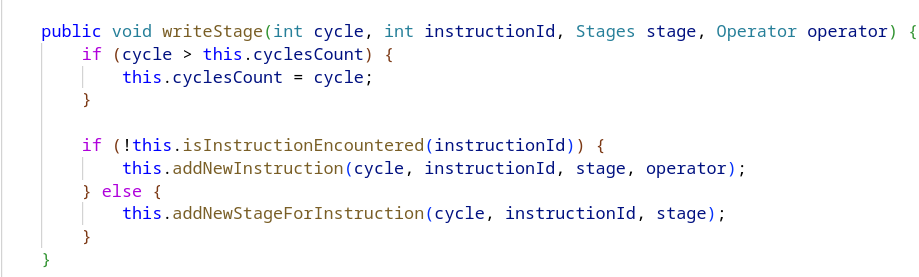 public void writeStage(int cycle, int instructionId, Stages stage, Operator operator) {
if (cycle > this.cyclesCount) {
this.cyclesCount = cycle;
}
if (!this.isInstructionEncountered(instructionId)) {
this.addNewInstruction(cycle, instructionId, stage, operator);
} else {
this.addNewStageForInstruction(cycle, instructionId, stage);
}
}